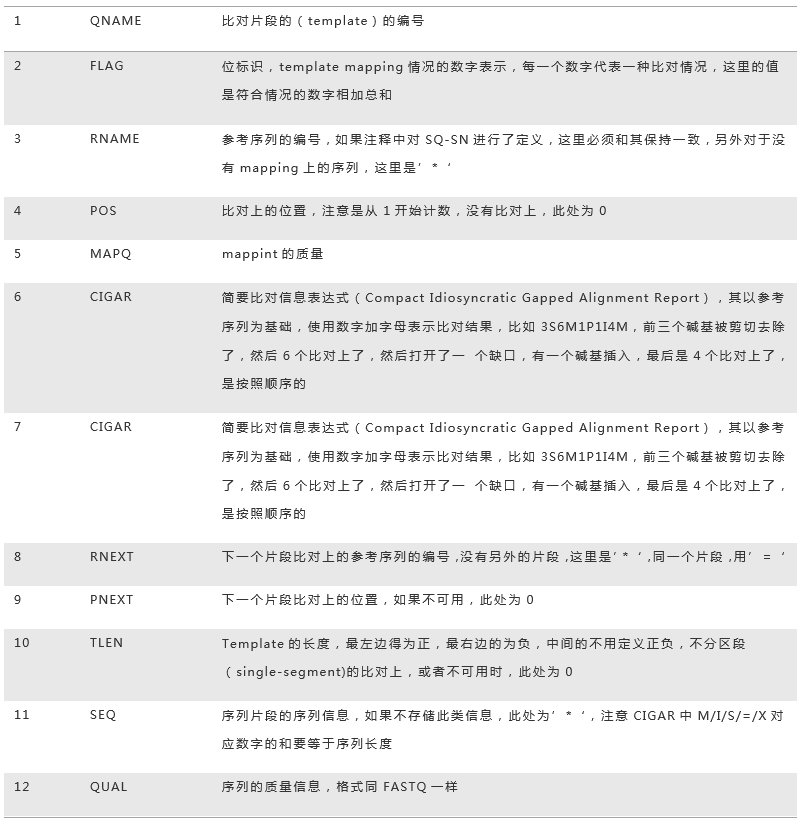 1 QNAME 比对片段的（template）的编号
2 FLAG 位标识，template mapping 情况的数字表示，每一个数字代表一种比对情况，这里的值
是符合情况的数字相加总和
3 RNAME 参考序列的编号，如果注释中对 SQ-SN 进行了定义，这里必须和其保持一致，另外对于没
有 mapping 上的序列，这里是’*‘
4 POS 比对上的位置，注意是从 1 开始计数，没有比对上，此处为 0
5 MAPQ mappint 的质量
6 CIGAR 简要比对信息表达式（Compact Idiosyncratic Gapped Alignment Report），其以参考
序列为基础，使用数字加字母表示比对结果，比如 3S6M1P1I4M，前三个碱基被剪切去除
了，然后 6 个比对上了，然后打开了一 个缺口，有一个碱基插入，最后是 4 个比对上了，
是按照顺序的
7 CIGAR 简要比对信息表达式（Compact Idiosyncratic Gapped Alignment Report），其以参考
序列为基础，使用数字加字母表示比对结果，比如 3S6M1P1I4M，前三个碱基被剪切去除
了，然后 6 个比对上了，然后打开了一 个缺口，有一个碱基插入，最后是 4 个比对上了，
是按照顺序的
8 RNEXT 下一个片段比对上的参考序列的编号,没有另外的片段,这里是’*‘,同一个片段,用’=‘
9 PNEXT 下一个片段比对上的位置，如果不可用，此处为 0
10 TLEN Template 的长度，最左边得为正，最右边的为负，中间的不用定义正负，不分区段
（single-segment)的比对上，或者不可用时，此处为 0
11 SEQ 序列片段的序列信息，如果不存储此类信息，此处为’*‘，注意 CIGAR 中 M/I/S/=/X 对
应数字的和要等于序列长度
12 QUAL 序列的质量信息，格式同 FASTQ 一样